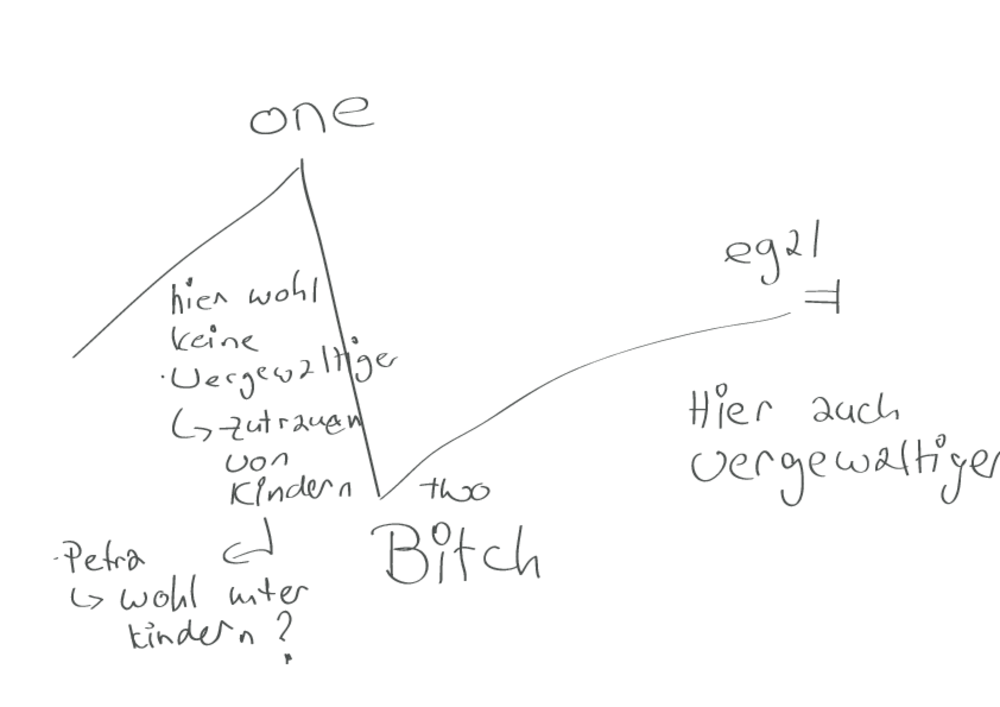 one
hier wohl
keine
·Vergewaltiger
↳ zutrauen
von
Kindern
·Petra
↳ wohl unter
kindern?
two
Bitch
egal
Hier auch
vergewaltiger